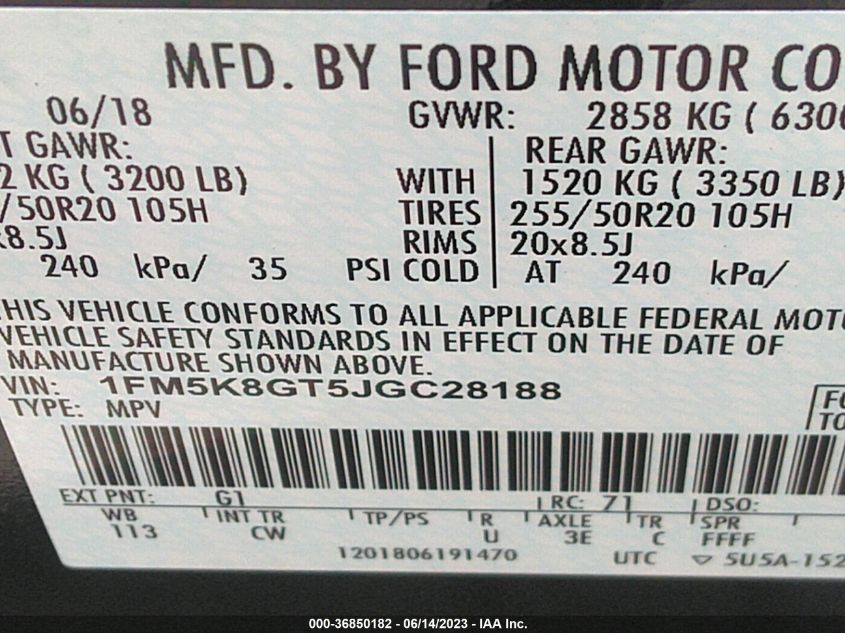 MFD. BY FORD MOTOR CO
06/18 GVWR: 2858 KG ( 630
T GAWR: REAR GAWR:
2 KG ( 3200 LB) WITH 1520 KG ( 3350 LB)
/50R20 105H TIRES 255/50R20 105H
x8.5J RIMS 20x8.5J
240 kPa/ 35 PSI COLD AT 240 kPa/
HIS VEHICLE CONFORMS TO ALL APPLICABLE FEDERAL MOTO
VEHICLE SAFETY STANDARDS IN EFFECT ON THE DATE OF
MANUFACTURE SHOWN ABOVE.
VIN: 1FM5K8GT5JGC28188
TYPE: MPV
FO
TO
EXT PNT: G1 RC: 71 DSO:
WB INT TR TP/PS R AXLE TR SPR
113 CW U 3E C FFFF
1201806191470 UTC ▽ 5U5A-152
000-36850182 - 06/14/2023 - IAA Inc.